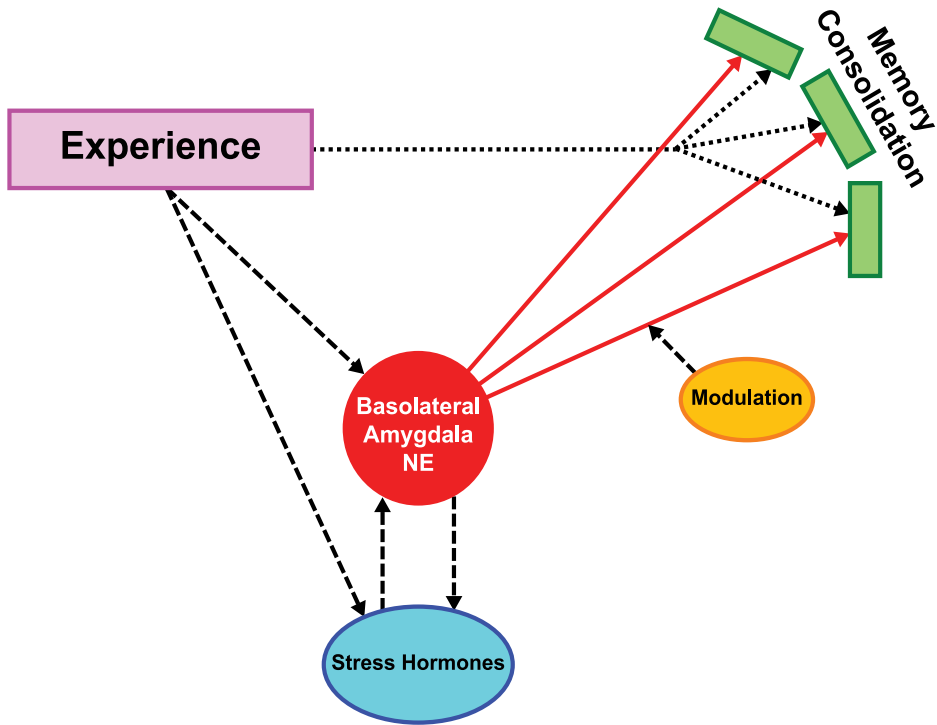 Memory
Consolidation
Experience
Basolateral
Amygdala
NE
Modulation
Stress Hormones